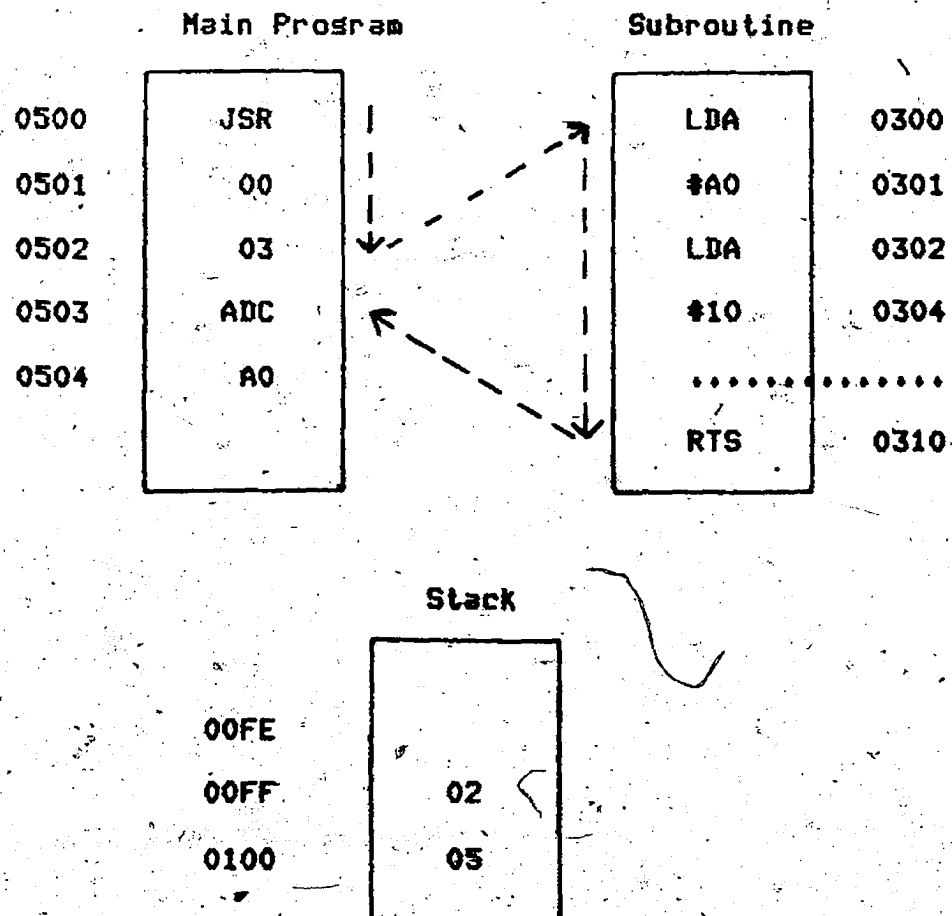 Main Program Subroutine
0500 JSR LDA 0300
0501 00 #A0 0301
0502 03 LDA 0302
0503 ADC #10 0304
0504 A0 ..............
RTS 0310
Stack
00FE
00FF 02
0100 05